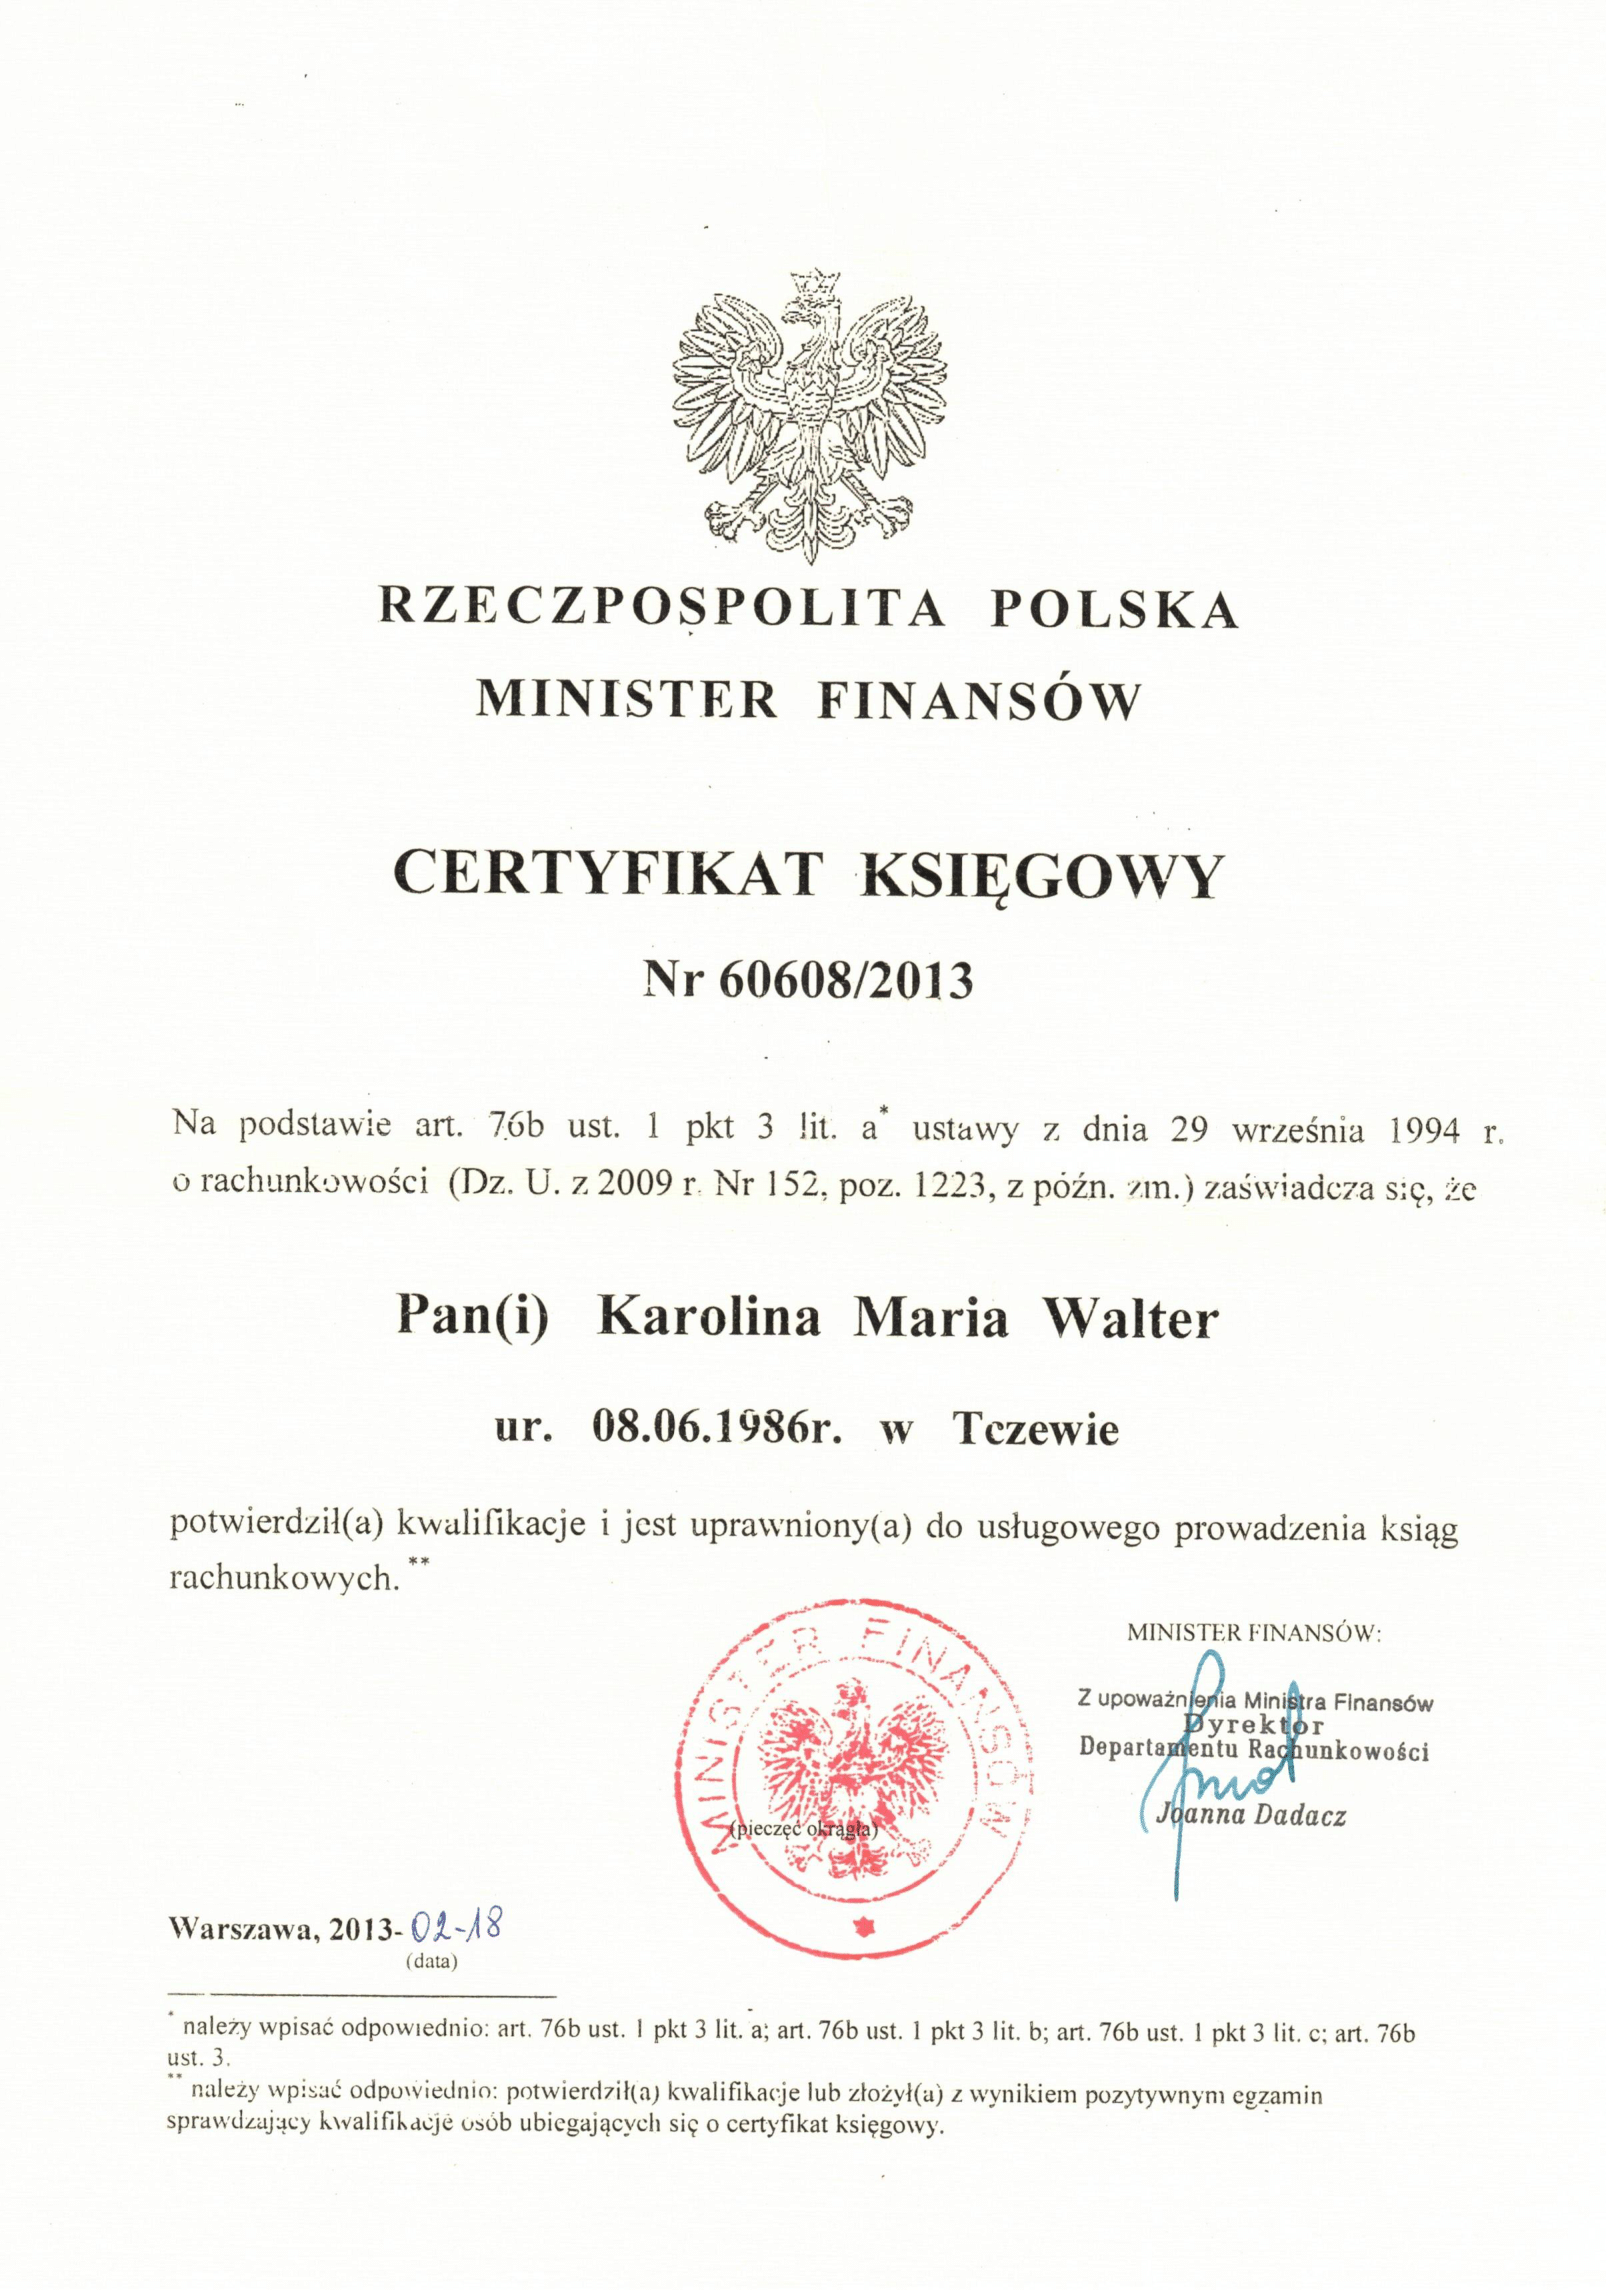 RZECZPOSPOLITA POLSKA
MINISTER FINANSÓW
CERTYFIKAT KSIĘGOWY
Nr 60608/2013
Na podstawie art. 76b ust. 1 pkt 3 lit. a* ustawy z dnia 29 września 1994 r.
o rachunkowości (Dz. U. z 2009 r. Nr 152, poz. 1223, z późn. zm.) zaświadcza się, że
Pan(i) Karolina Maria Walter
ur. 08.06.1986r. w Tczewie
potwierdził(a) kwalifikacje i jest uprawniony(a) do usługowego prowadzenia ksiąg
rachunkowych.**
MINISTER FINANSÓW
(pieczęć okrągła)
MINISTER FINANSÓW:
Z upoważnienia Ministra Finansów
Dyrektor
Departamentu Rachunkowości
Joanna Dadacz
Warszawa, 2013-02-18
(data)
* należy wpisać odpowiednio: art. 76b ust. 1 pkt 3 lit. a; art. 76b ust. 1 pkt 3 lit. b; art. 76b ust. 1 pkt 3 lit. c; art. 76b
ust. 3.
** należy wpisać odpowiednio: potwierdził(a) kwalifikacje lub złożył(a) z wynikiem pozytywnym egzamin
sprawdzający kwalifikacje osób ubiegających się o certyfikat księgowy.